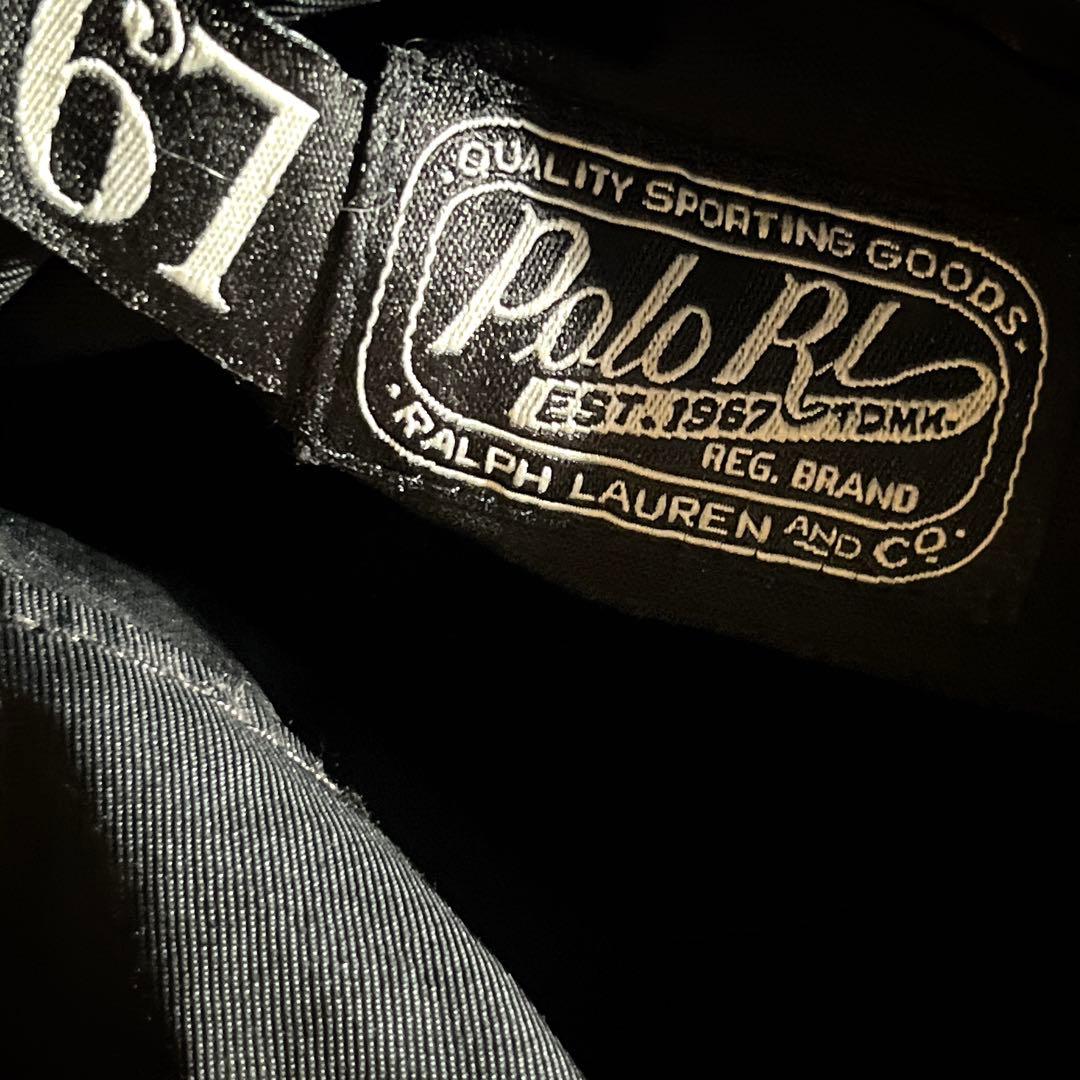 67
·QUALITY SPORTING GOODS·
Polo RL
EST. 1967 TDMK.
REG. BRAND
·RALPH LAUREN AND CO·